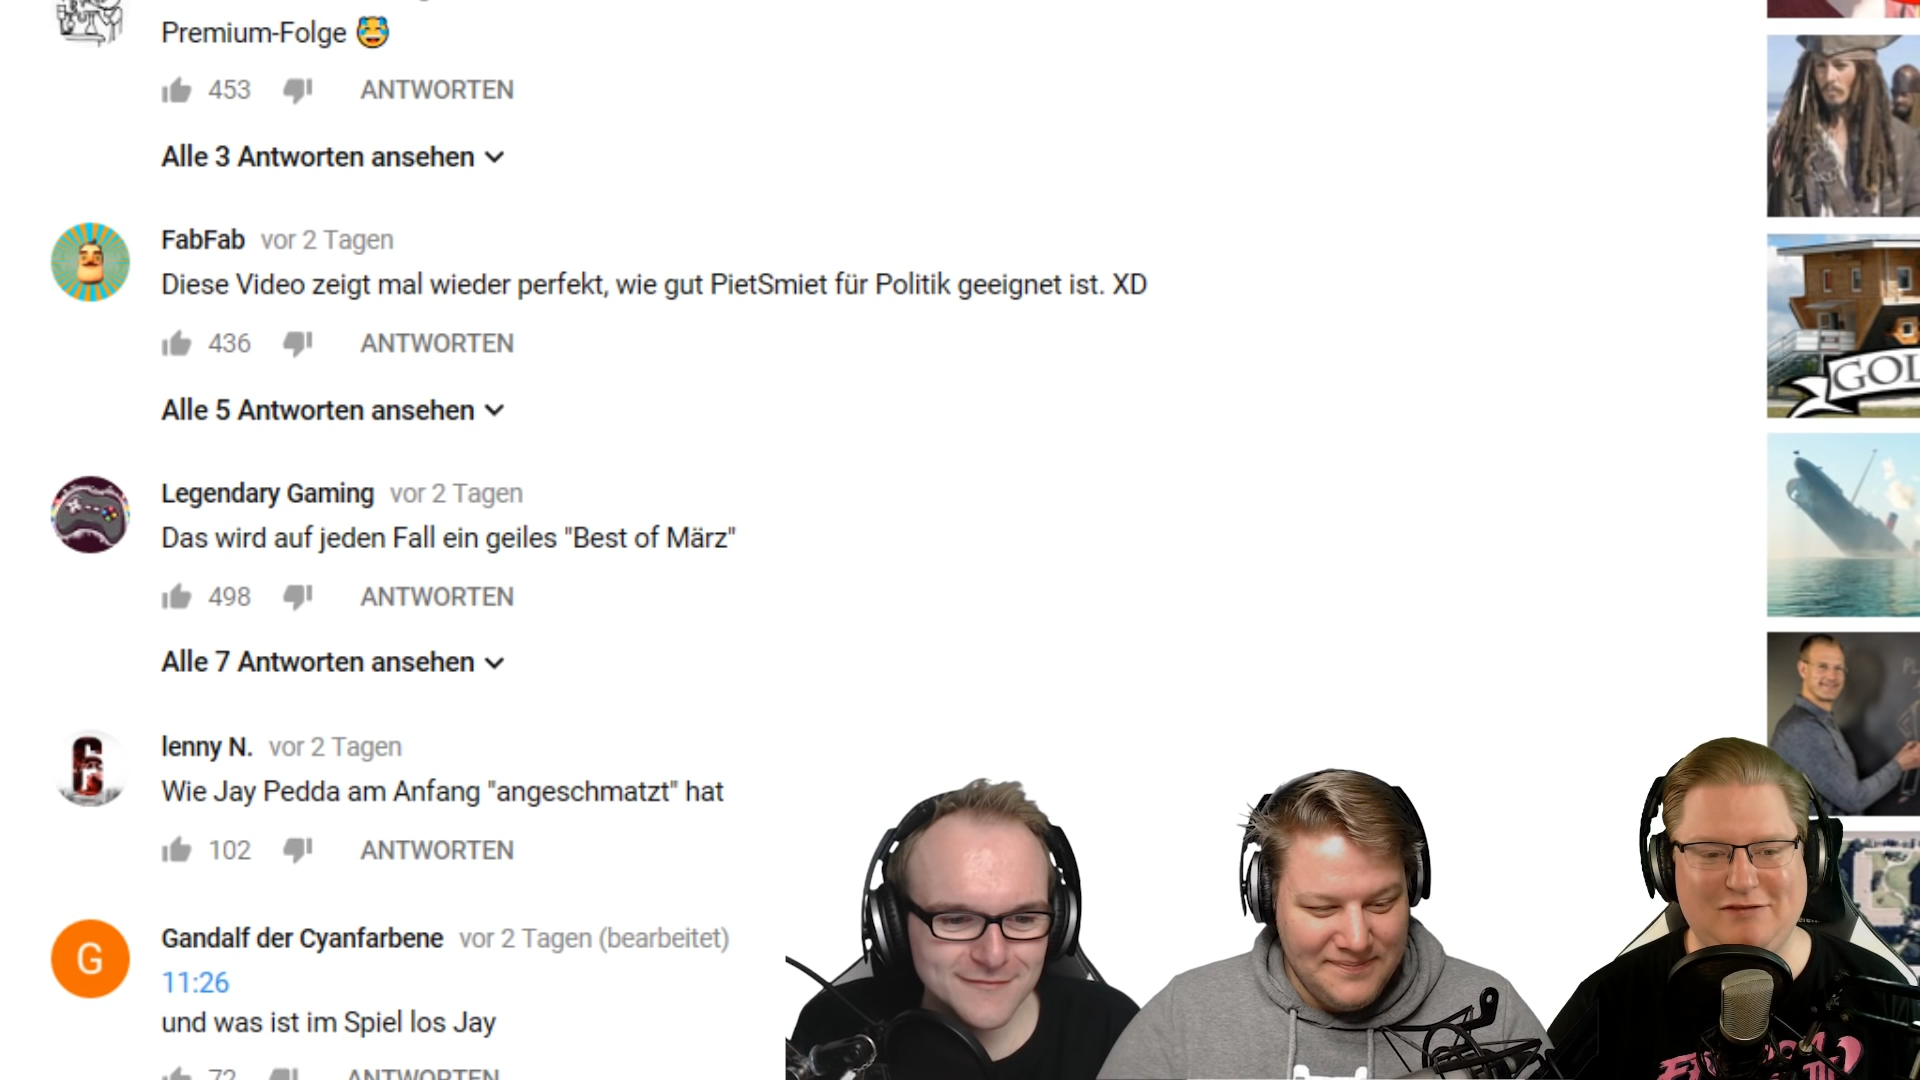 Premium-Folge
453 ANTWORTEN
Alle 3 Antworten ansehen
FabFab vor 2 Tagen
Diese Video zeigt mal wieder perfekt, wie gut PietSmiet für Politik geeignet ist. XD
436 ANTWORTEN
Alle 5 Antworten ansehen
GOL
Legendary Gaming vor 2 Tagen
Das wird auf jeden Fall ein geiles "Best of März"
498 ANTWORTEN
Alle 7 Antworten ansehen
lenny N. vor 2 Tagen
Wie Jay Pedda am Anfang "angeschmatzt" hat
102 ANTWORTEN
G
Gandalf der Cyanfarbene vor 2 Tagen (bearbeitet)
11:26
und was ist im Spiel los Jay
72 ANTWORTEN